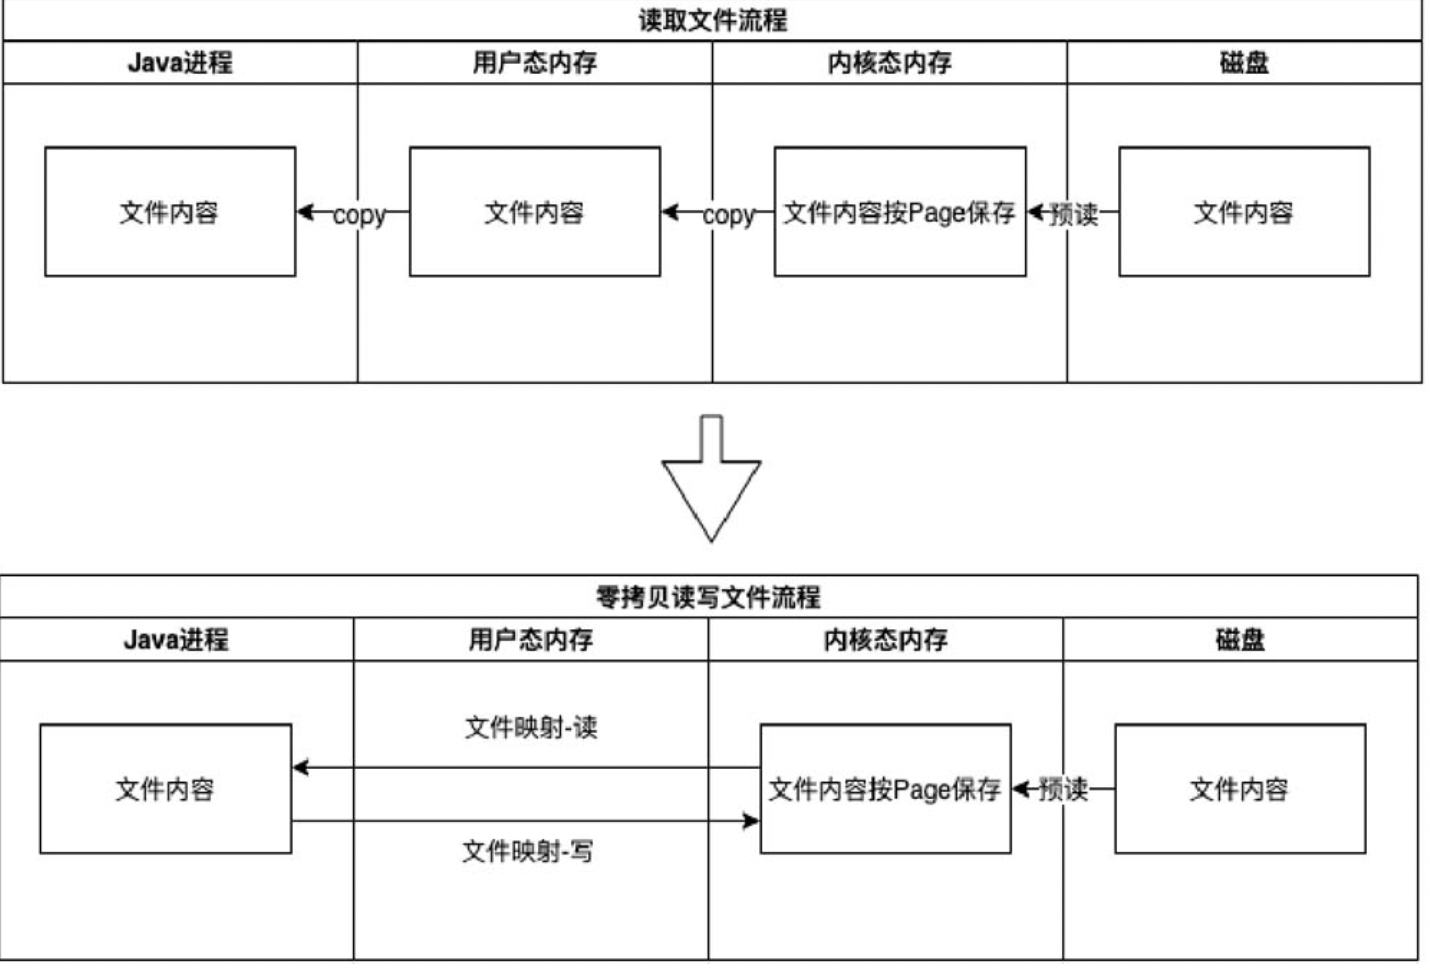 读取文件流程
Java进程 用户态内存 内核态内存 磁盘
文件内容 copy 文件内容 copy 文件内容按Page保存 预读 文件内容
零拷贝读写文件流程
Java进程 用户态内存 内核态内存 磁盘
文件映射-读
文件内容 文件内容按Page保存 预读 文件内容
文件映射-写